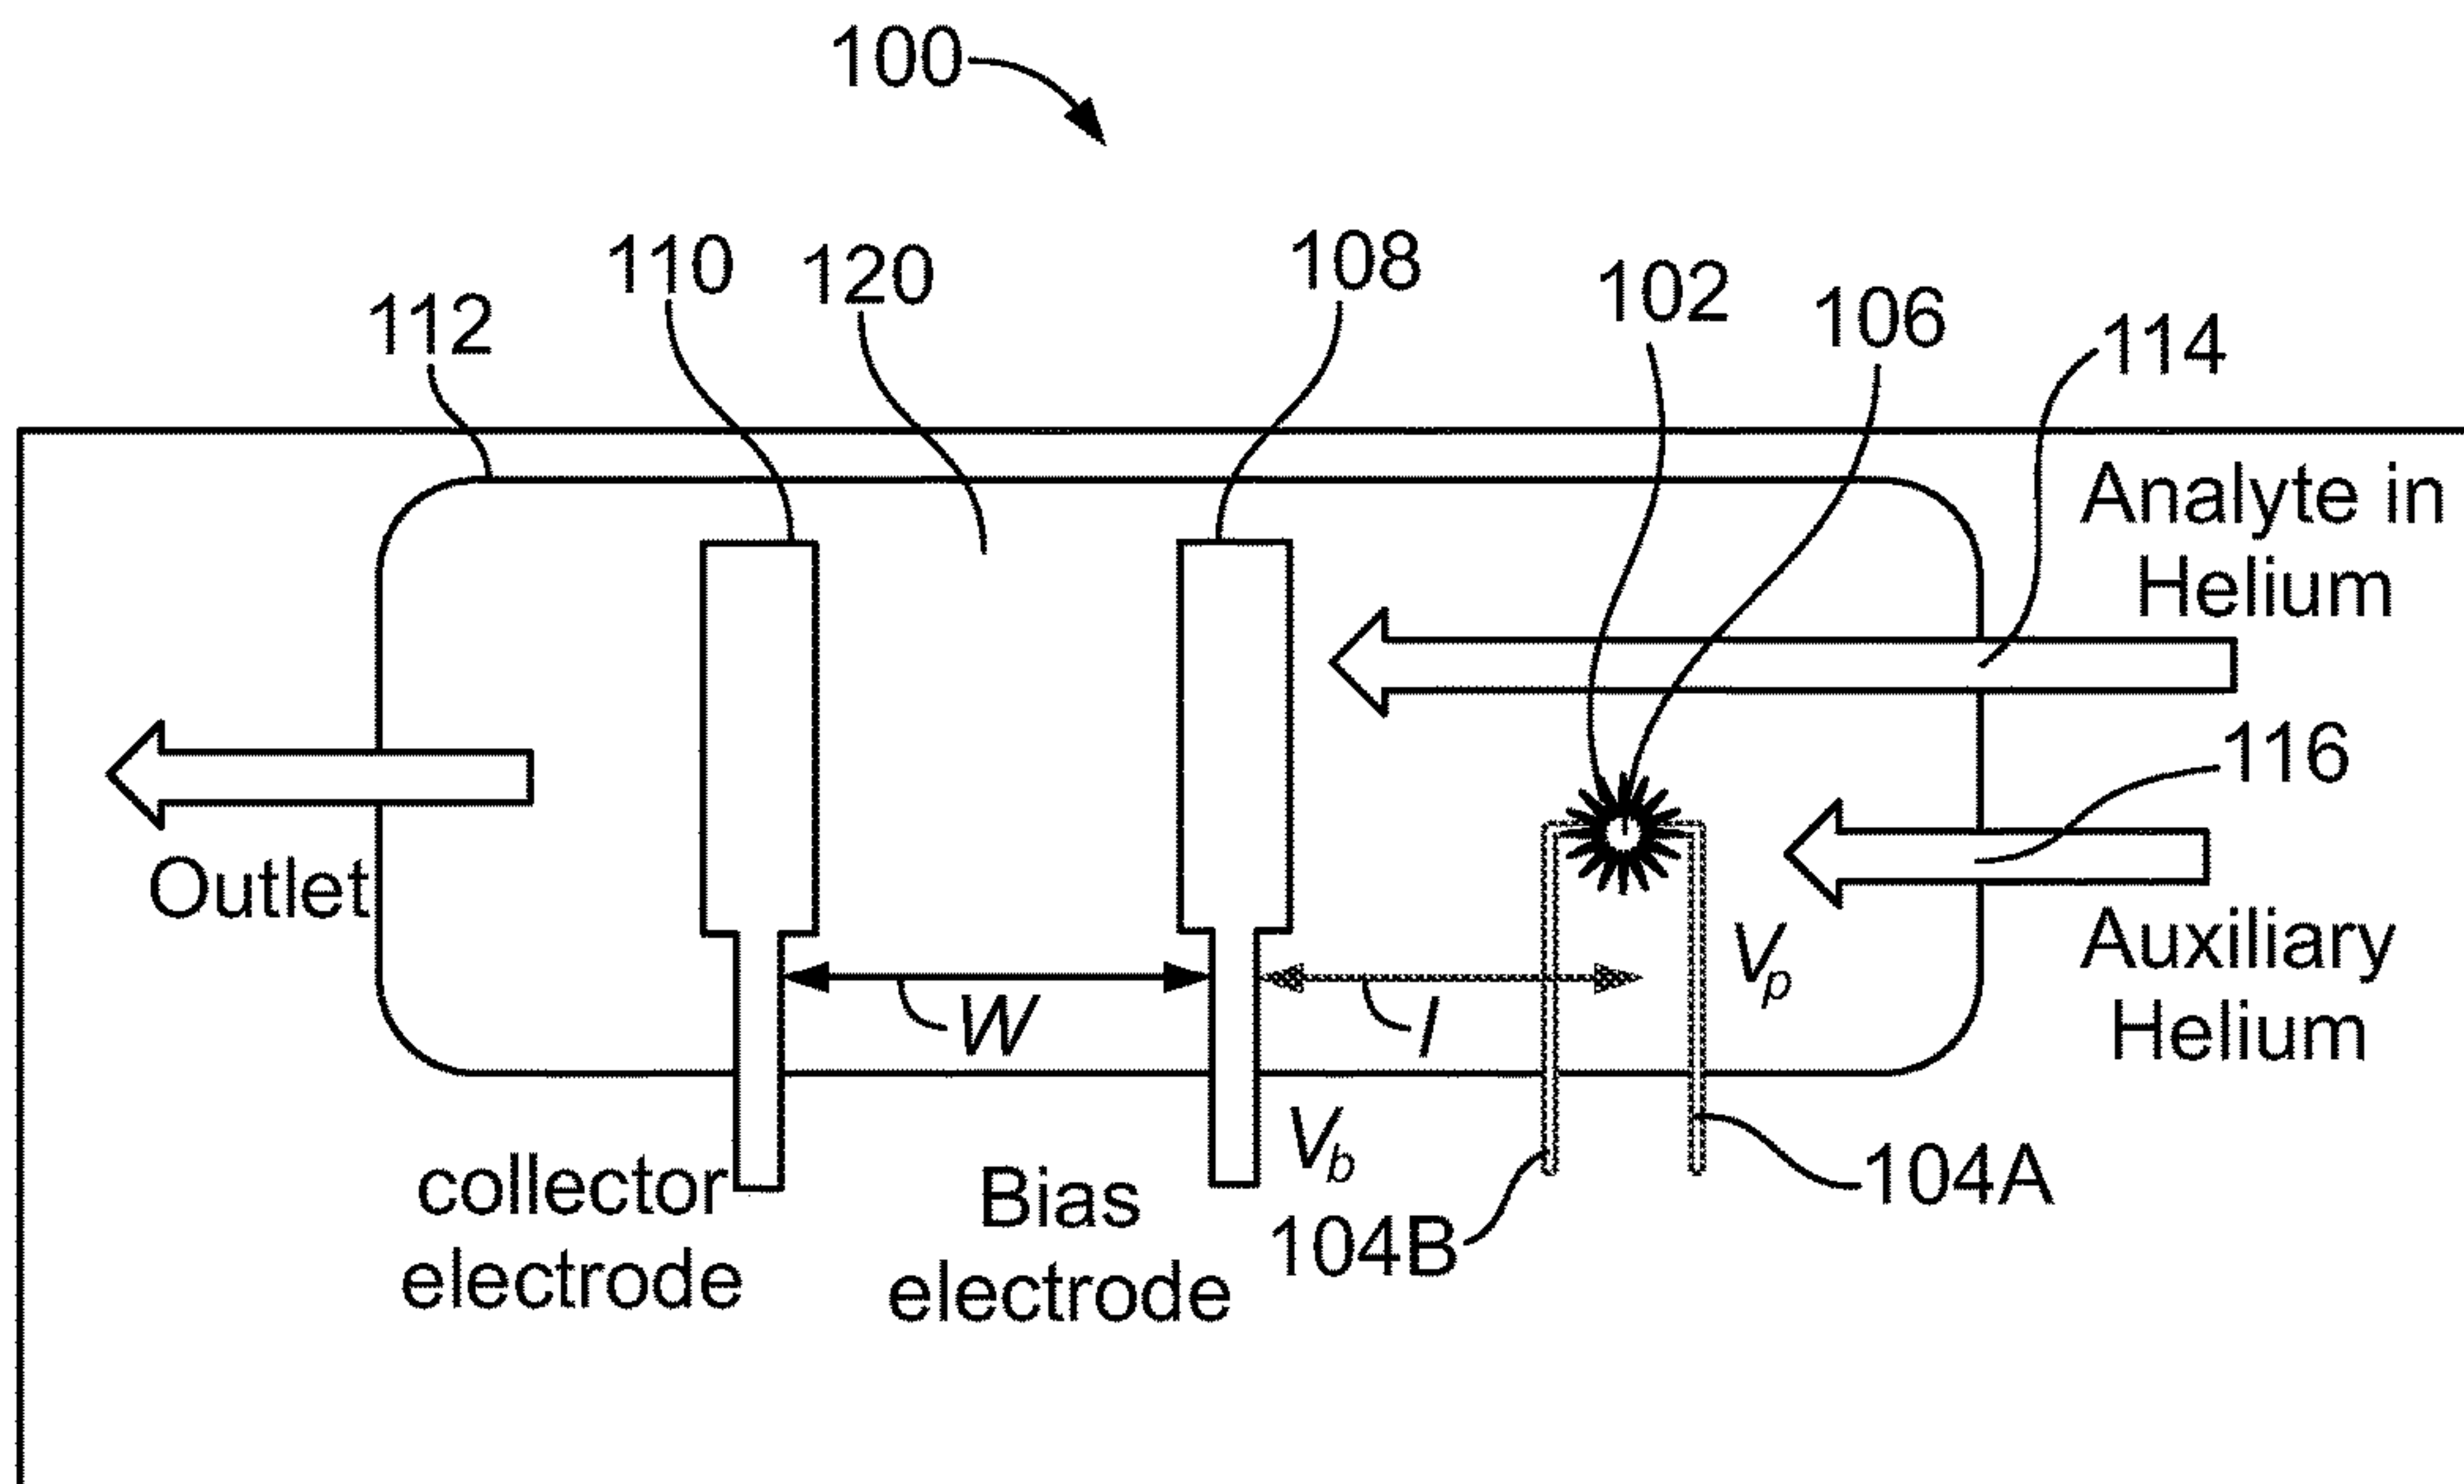 100
110
120
108
102
106
112
114
Analyte in
Helium
116
Outlet
Auxiliary
Helium
Vp
W
l
Vb
collector
electrode
Bias
electrode
104B
104A